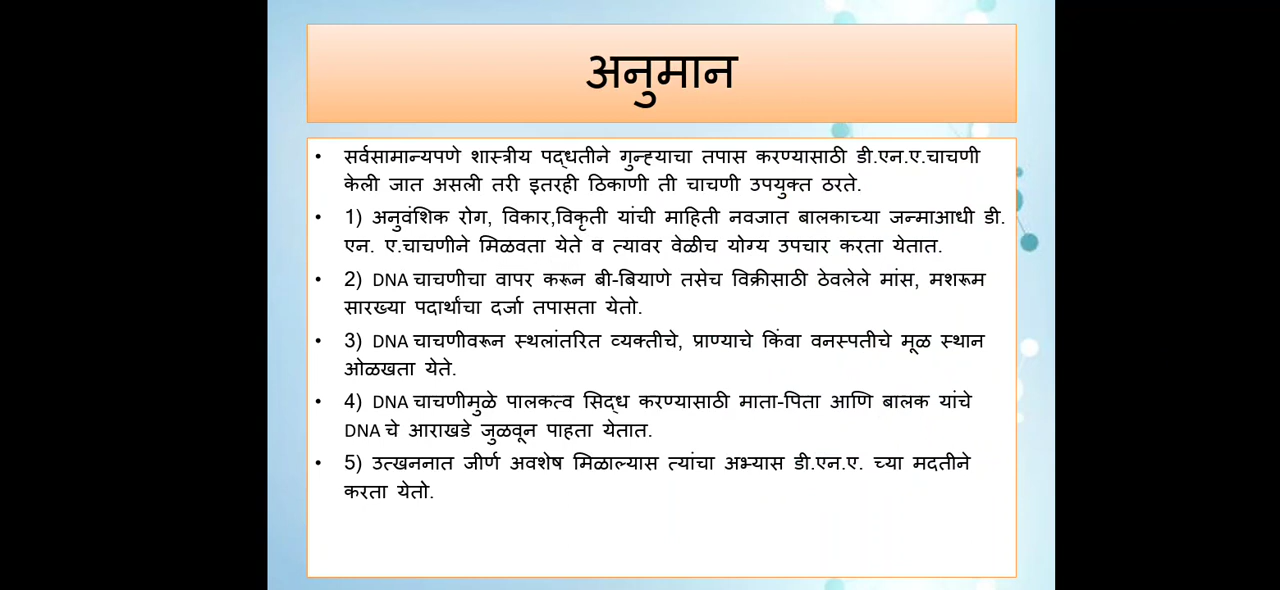 अनुमान
• सर्वसामान्यपणे शास्त्रीय पद्धतीने गुन्ह्याचा तपास करण्यासाठी डी.एन.ए.चाचणी
केली जात असली तरी इतरही ठिकाणी ती चाचणी उपयुक्त ठरते.
• 1) अनुवंशिक रोग, विकार,विकृती यांची माहिती नवजात बालकाच्या जन्माआधी डी.
एन. ए.चाचणीने मिळवता येते व त्यावर वेळीच योग्य उपचार करता येतात.
• 2) DNA चाचणीचा वापर करून बी-बियाणे तसेच विक्रीसाठी ठेवलेले मांस, मशरूम
सारख्या पदार्थांचा दर्जा तपासता येतो.
• 3) DNA चाचणीवरून स्थलांतरित व्यक्तीचे, प्राण्याचे किंवा वनस्पतीचे मूळ स्थान
ओळखता येते.
• 4) DNA चाचणीमुळे पालकत्व सिद्ध करण्यासाठी माता-पिता आणि बालक यांचे
DNA चे आराखडे जुळवून पाहता येतात.
• 5) उत्खननात जीर्ण अवशेष मिळाल्यास त्यांचा अभ्यास डी.एन.ए. च्या मदतीने
करता येतो.